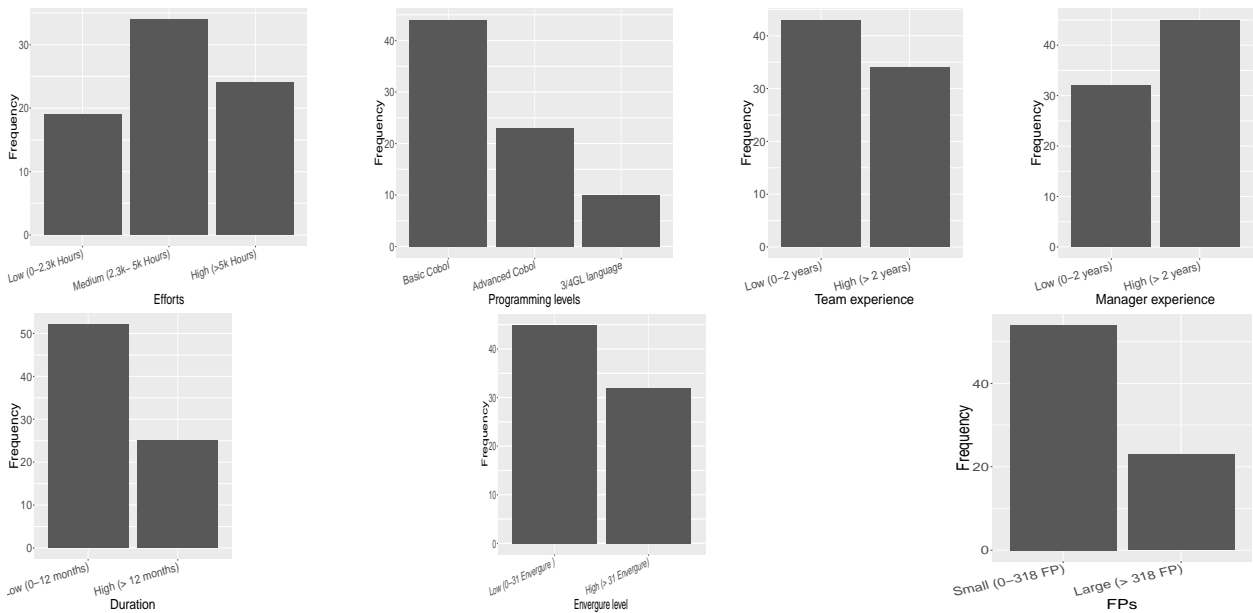 Frequency
30
20
10
0
Low (0–2.3k Hours)
Medium (2.3k– 5k Hours)
High (>5k Hours)
Efforts
Frequency
40
30
20
10
0
Basic Cobol
Advanced Cobol
3/4GL language
Programming levels
Frequency
40
30
20
10
0
Low (0–2 years)
High (> 2 years)
Team experience
Frequency
40
30
20
10
0
Low (0–2 years)
High (> 2 years)
Manager experience
Frequency
50
40
30
20
10
0
Low (0–12 months)
High (> 12 months)
Duration
Frequency
40
30
20
10
0
Low (0–31 Envergure )
High (> 31 Envergure)
Envergure level
Frequency
40
20
0
Small (0–318 FP)
Large (> 318 FP)
FPs